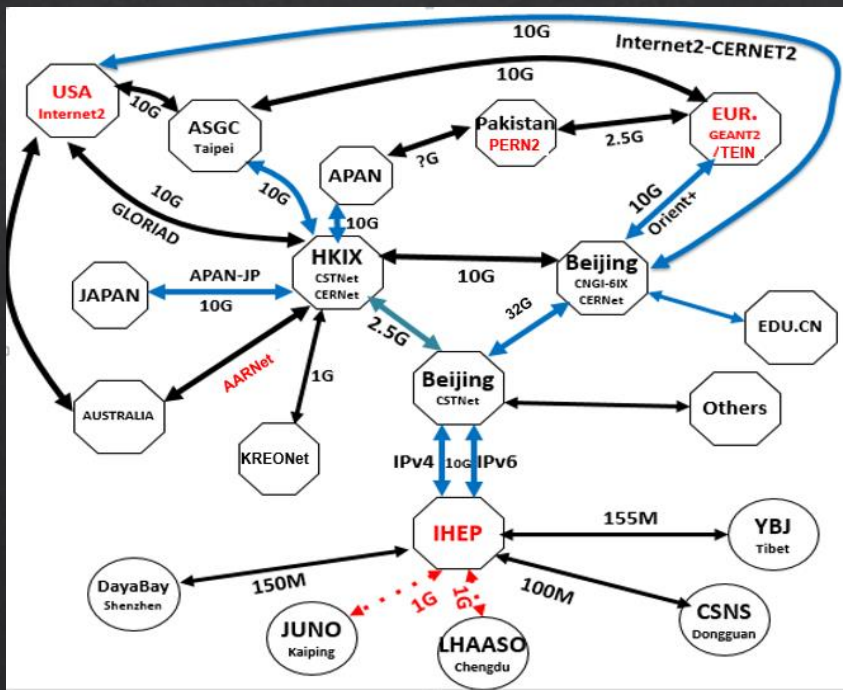 10G
Internet2-CERNET2
USA
Internet2
10G
10G
ASGC
Taipei
Pakistan
PERN2
2.5G
EUR.
GEANT2
/TEIN
?G
APAN
10G
10G
10G
GLORIAD
10G
Orient+
HKIX
CSTNet
CERNet
10G
Beijing
CNGI-6IX
CERNet
JAPAN
APAN-JP
10G
EDU.CN
32G
2.5G
AARNet
1G
Beijing
CSTNet
AUSTRALIA
Others
KREONet
IPv4
10G
IPv6
IHEP
155M
YBJ
Tibet
DayaBay
Shenzhen
150M
1G
1G
100M
CSNS
Dongguan
JUNO
Kaiping
LHAASO
Chengdu